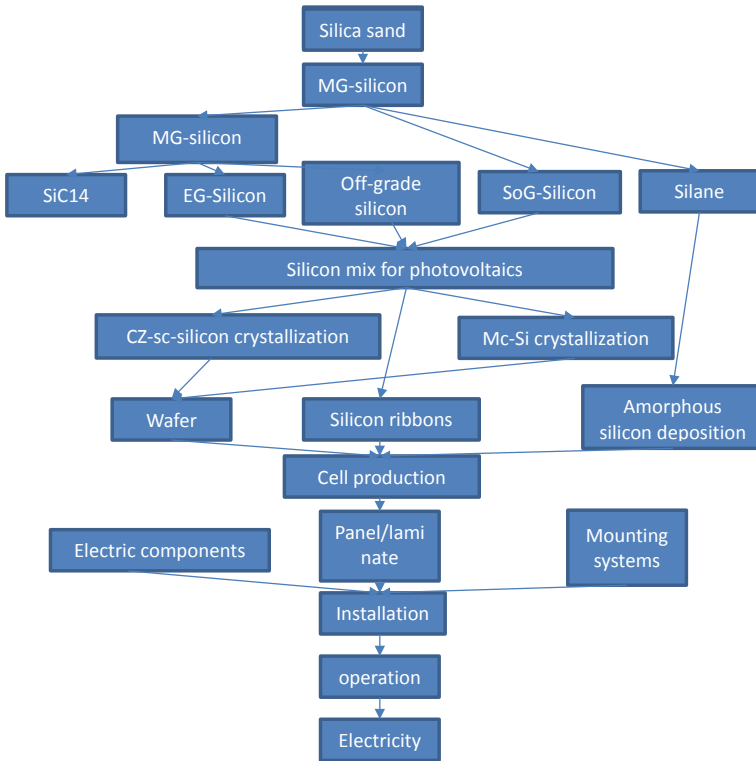 Silica sand
MG-silicon
MG-silicon
SiC14
EG-Silicon
Off-grade
silicon
SoG-Silicon
Silane
Silicon mix for photovoltaics
CZ-sc-silicon crystallization
Mc-Si crystallization
Wafer
Silicon ribbons
Amorphous
silicon deposition
Cell production
Electric components
Panel/lami
nate
Mounting
systems
Installation
operation
Electricity